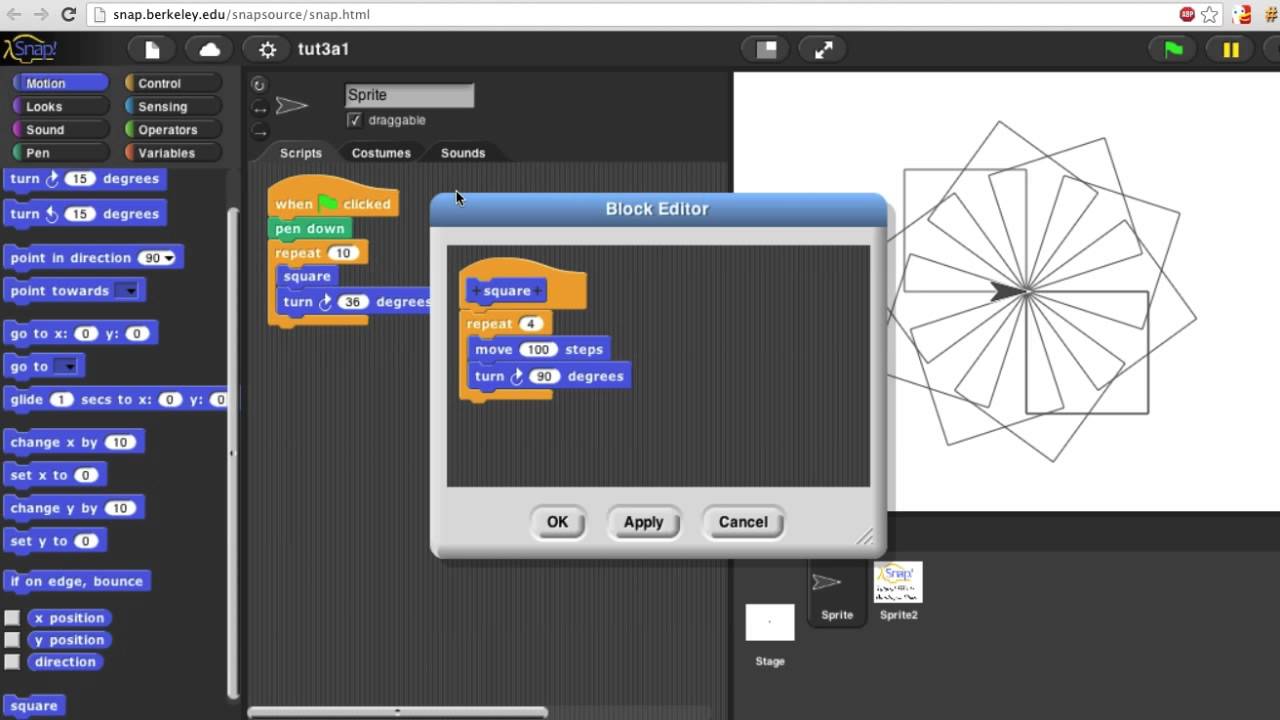 snap.berkeley.edu/snapsource/snap.html
ABP
#
Snap!
tut3a1
Motion
Control
Looks
Sensing
Sound
Operators
Pen
Variables
turn 15 degrees
turn 15 degrees
point in direction 90
point towards
go to x: 0 y: 0
go to
glide 1 secs to x: 0 y: 0
change x by 10
set x to 0
change y by 10
set y to 0
if on edge, bounce
x position
y position
direction
square
Sprite
draggable
Scripts
Costumes
Sounds
when clicked
pen down
repeat 10
square
turn 36 degrees
Block Editor
+ square +
repeat 4
move 100 steps
turn 90 degrees
OK
Apply
Cancel
Stage
Sprite
Snap!
Sprite2